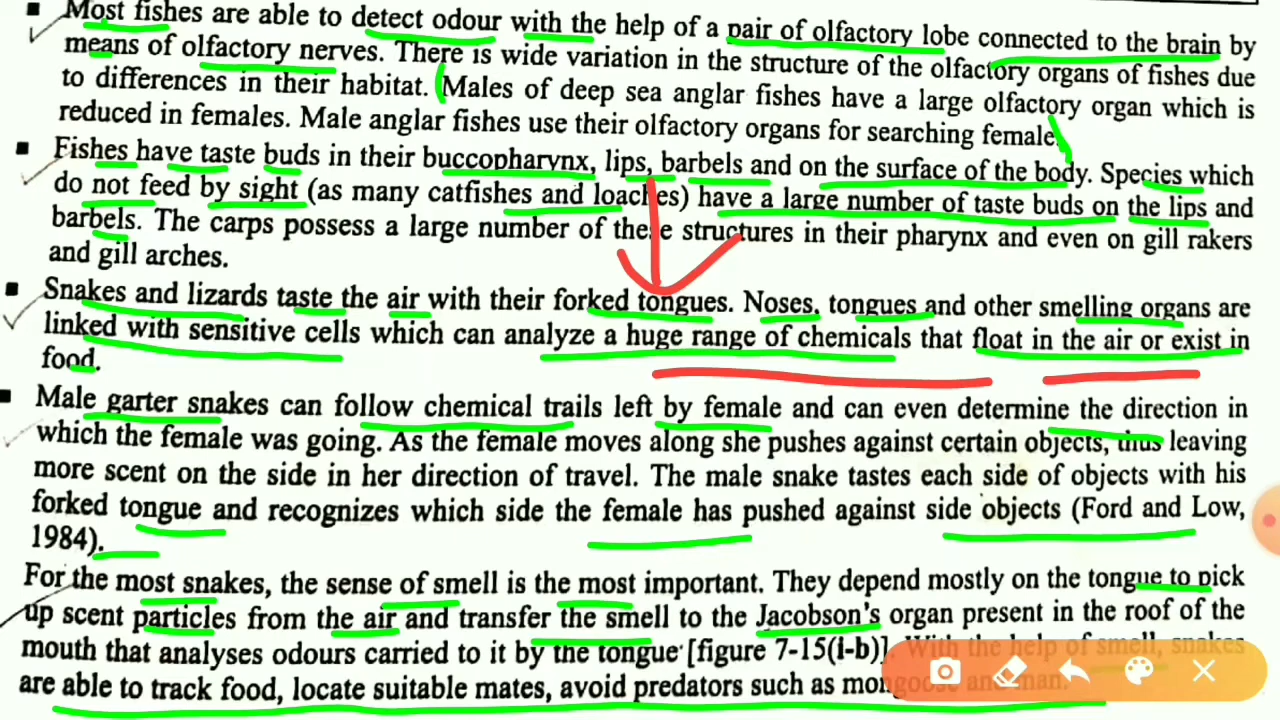 Most fishes are able to detect odour with the help of a pair of olfactory lobe connected to the brain by
means of olfactory nerves. There is wide variation in the structure of the olfactory organs of fishes due
to differences in their habitat. Males of deep sea anglar fishes have a large olfactory organ which is
reduced in females. Male anglar fishes use their olfactory organs for searching female.
Fishes have taste buds in their buccopharynx, lips, barbels and on the surface of the body. Species which
do not feed by sight (as many catfishes and loaches) have a large number of taste buds on the lips and
barbels. The carps possess a large number of these structures in their pharynx and even on gill rakers
and gill arches.
Snakes and lizards taste the air with their forked tongues. Noses, tongues and other smelling organs are
linked with sensitive cells which can analyze a huge range of chemicals that float in the air or exist in
food.
Male garter snakes can follow chemical trails left by female and can even determine the direction in
which the female was going. As the female moves along she pushes against certain objects, thus leaving
more scent on the side in her direction of travel. The male snake tastes each side of objects with his
forked tongue and recognizes which side the female has pushed against side objects (Ford and Low,
1984).
For the most snakes, the sense of smell is the most important. They depend mostly on the tongue to pick
up scent particles from the air and transfer the smell to the Jacobson's organ present in the roof of the
mouth that analyses odours carried to it by the tongue [figure 7-15(i-b)]. With the help of smell, snakes
are able to track food, locate suitable mates, avoid predators such as mongoose and man.